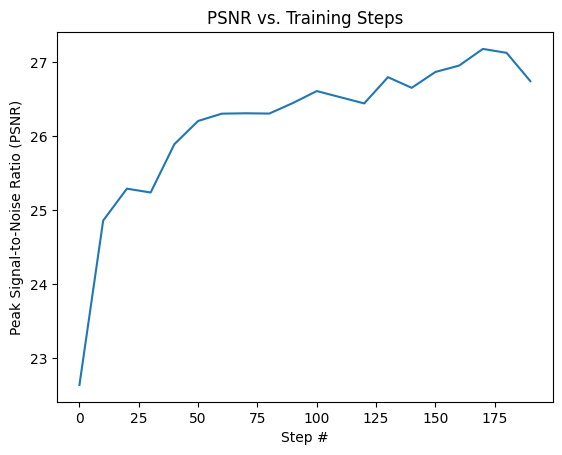 PSNR vs. Training Steps
Peak Signal-to-Noise Ratio (PSNR)
27
26
25
24
23
0 25 50 75 100 125 150 175
Step #